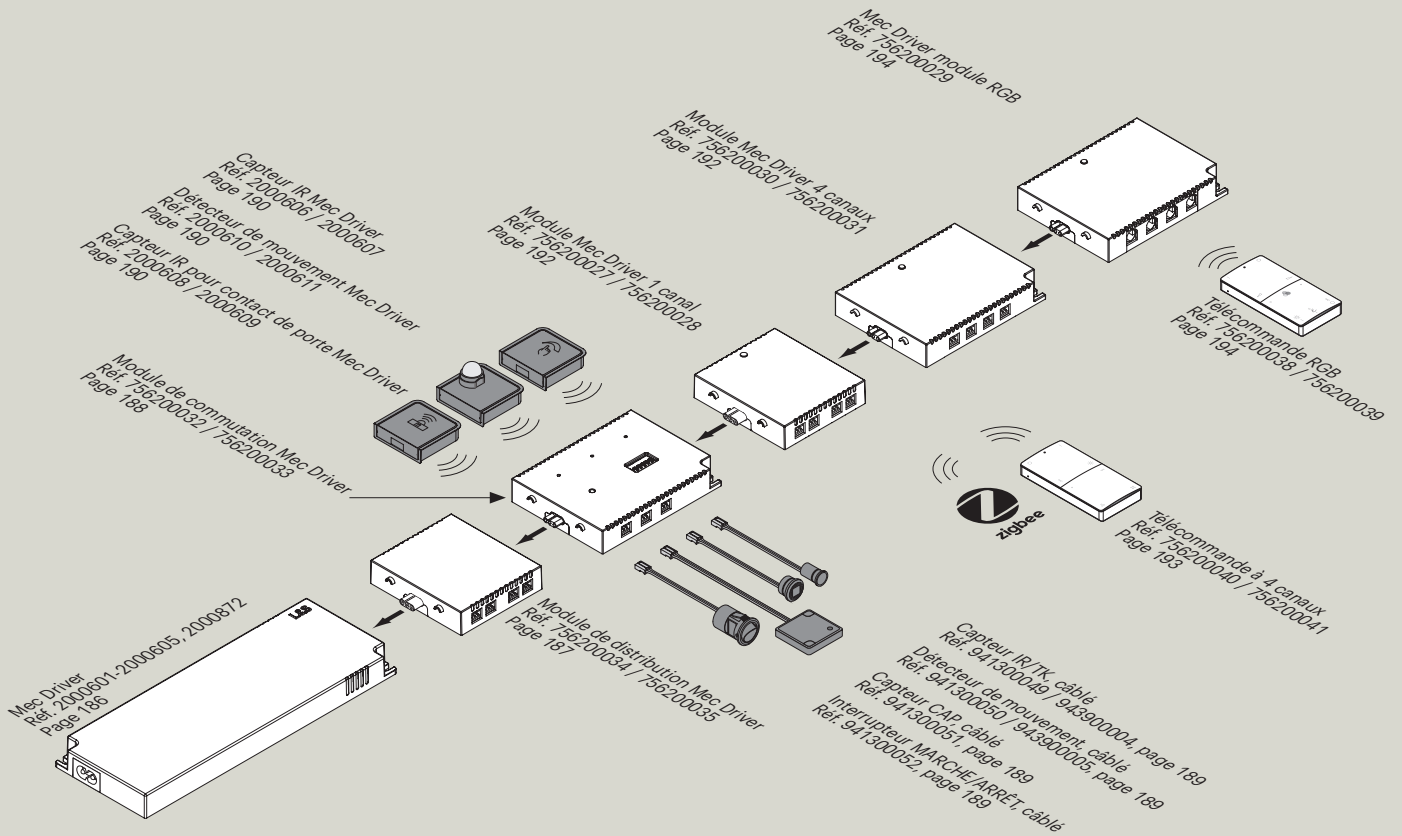 Mec Driver module RGB
Réf. 756200029
Page 194
Module Mec Driver 4 canaux
Réf. 756200030 / 756200031
Page 192
Capteur IR Mec Driver
Réf. 2000606 / 2000607
Page 190
Détecteur de mouvement Mec Driver
Réf. 2000610 / 2000611
Page 190
Capteur IR pour contact de porte Mec Driver
Réf. 2000608 / 2000609
Page 190
Module Mec Driver 1 canal
Réf. 756200027 / 756200028
Page 192
Module de commutation Mec Driver
Réf. 756200032 / 756200033
Page 188
Télécommande RGB
Réf. 756200038 / 756200039
Page 194
zigbee
Télécommande à 4 canaux
Réf. 756200040 / 756200041
Page 193
Mec Driver
Réf. 2000601-2000605, 2000872
Page 186
Module de distribution Mec Driver
Réf. 756200034 / 756200035
Page 187
Capteur IR/TK, câblé
Réf. 941300049 / 943900004, page 189
Détecteur de mouvement, câblé
Réf. 941300050 / 943900005, page 189
Capteur CAP, câblé
Réf. 941300051, page 189
Interrupteur MARCHE/ARRÊT, câblé
Réf. 941300052, page 189